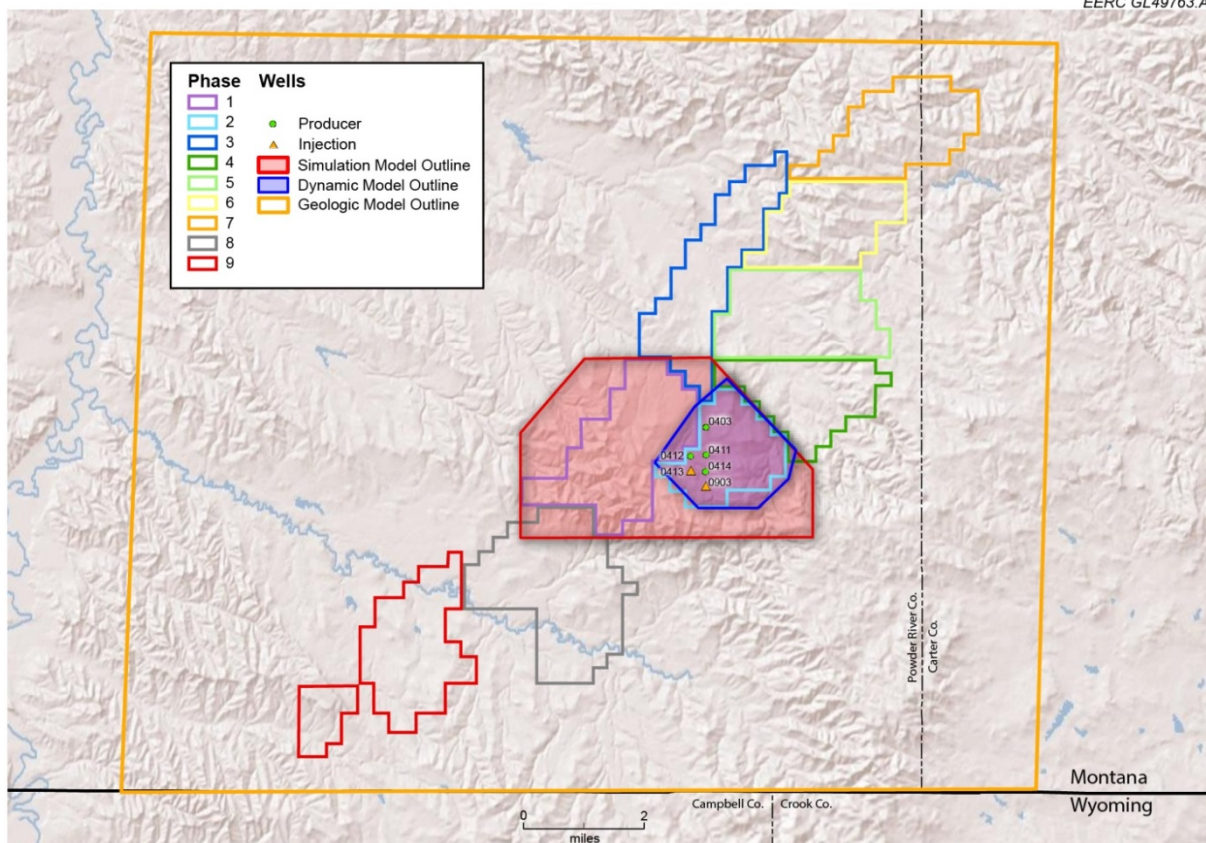 EERC GL49763.A
Phase Wells
1
2
3
4
5
6
7
8
9
Producer
Injection
Simulation Model Outline
Dynamic Model Outline
Geologic Model Outline
0403
0411
0412
0414
0413
0903
Powder River Co.
Carter Co.
Montana
Wyoming
Campbell Co.
Crook Co.
0 2
miles